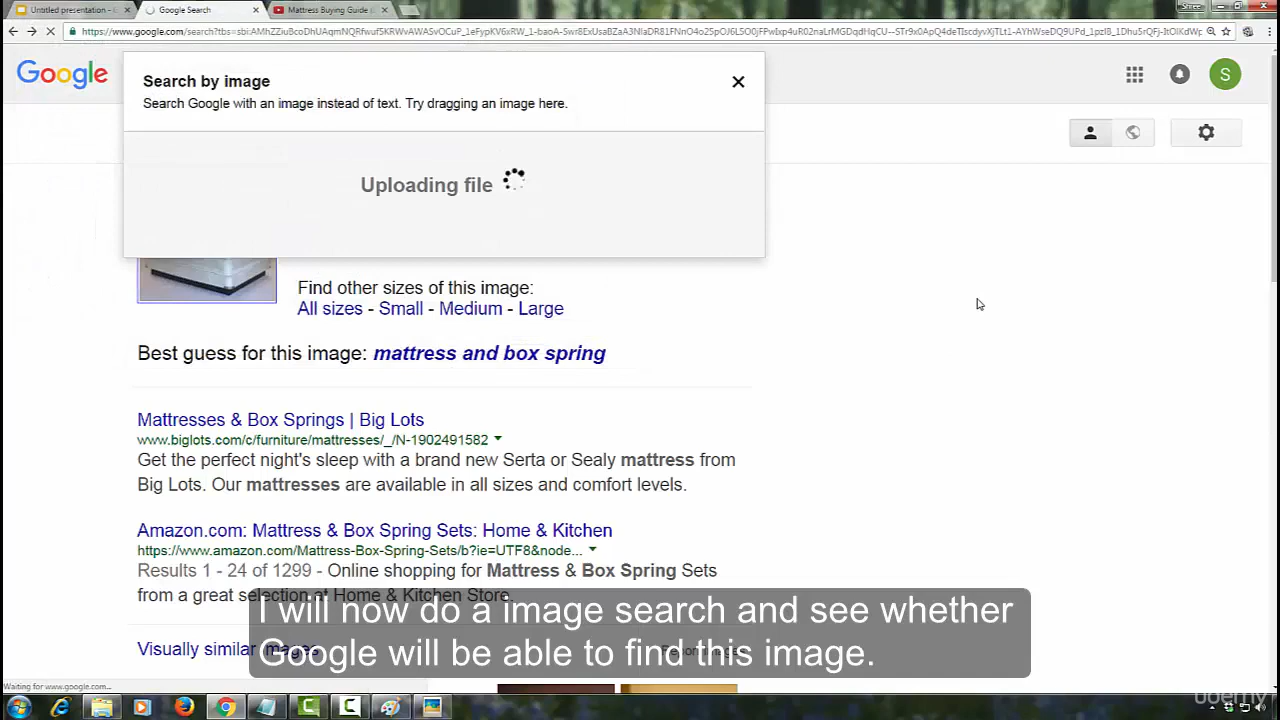 Untitled presentation -
Google Search
Mattress Buying Guide
Stree
Google
Search by image
Search Google with an image instead of text. Try dragging an image here.
S
Uploading file
Find other sizes of this image:
All sizes - Small - Medium - Large
Best guess for this image: mattress and box spring
Mattresses & Box Springs | Big Lots
www.biglots.com/c/furniture/mattresses/_/N-1902491582
Get the perfect night's sleep with a brand new Serta or Sealy mattress from
Big Lots. Our mattresses are available in all sizes and comfort levels.
Amazon.com: Mattress & Box Spring Sets: Home & Kitchen
https://www.amazon.com/Mattress-Box-Spring-Sets/b?ie=UTF8&node...
Results 1 - 24 of 1299 - Online shopping for Mattress & Box Spring Sets
from a great selection at Home & Kitchen Store.
I will now do a image search and see whether
Visually similar images
Google will be able to find this image.
Waiting for www.google.com...
udemy